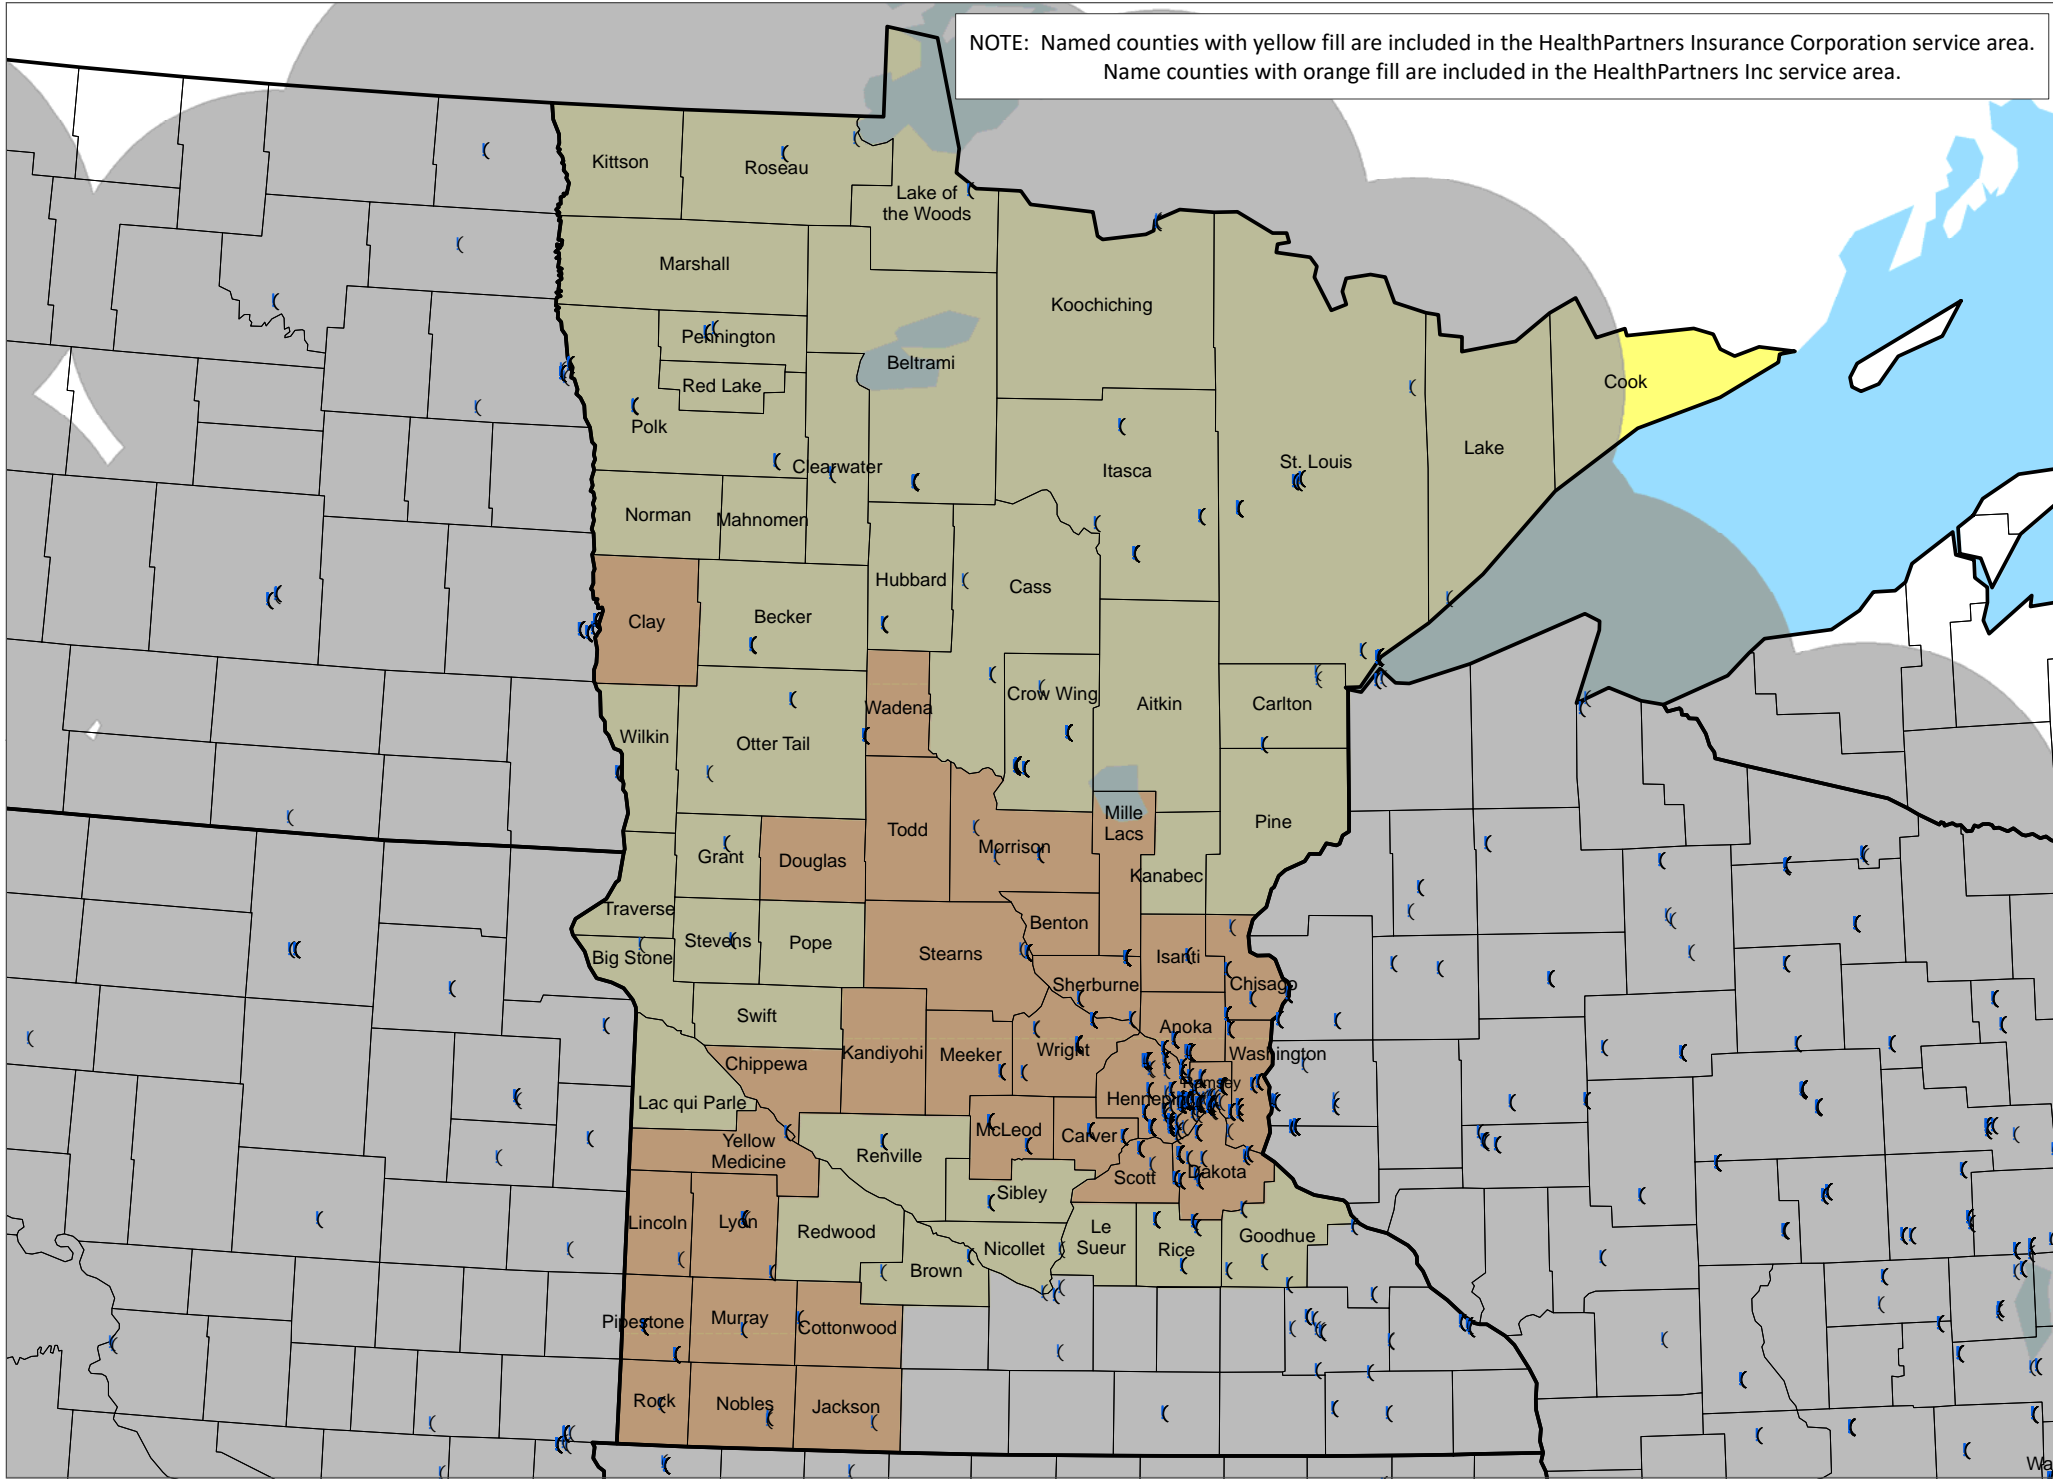 NOTE: Named counties with yellow fill are included in the HealthPartners Insurance Corporation service area.
Name counties with orange fill are included in the HealthPartners Inc service area.
Kittson
Roseau
Lake of
the Woods
Marshall
Koochiching
Pennington
Beltrami
Red Lake
Cook
Polk
Clearwater
Itasca
St. Louis
Lake
Norman
Mahnomen
Hubbard
Cass
Clay
Becker
Wadena
Crow Wing
Aitkin
Carlton
Wilkin
Otter Tail
Mille
Lacs
Pine
Todd
Morrison
Grant
Douglas
Kanabec
Traverse
Benton
Stevens
Pope
Stearns
Isanti
Big Stone
Sherburne
Chisago
Swift
Anoka
Kandiyohi
Meeker
Wright
Washington
Chippewa
Ramsey
Hennepin
Lac qui Parle
McLeod
Carver
Yellow
Medicine
Renville
Scott
Dakota
Sibley
Lincoln
Lyon
Redwood
Le
Sueur
Rice
Goodhue
Nicollet
Brown
Pipestone
Murray
Cottonwood
Rock
Nobles
Jackson
Wa